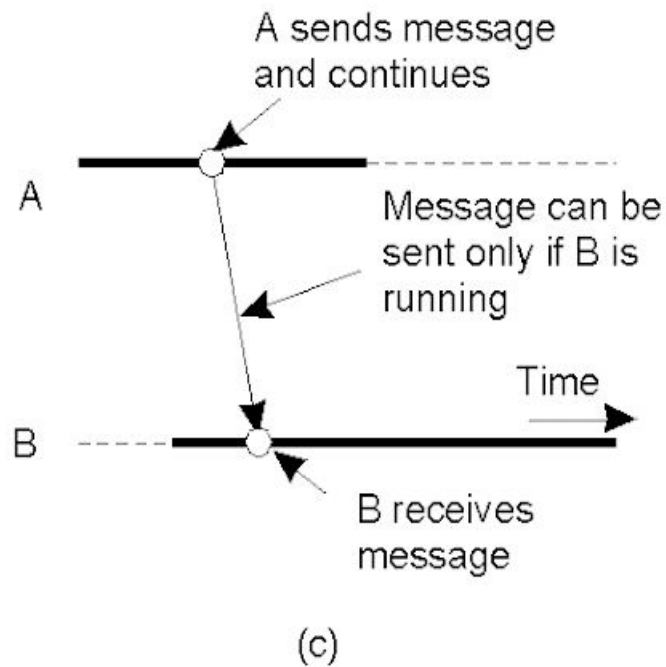 A sends message
and continues
A
Message can be
sent only if B is
running
Time
B
B receives
message
(c)